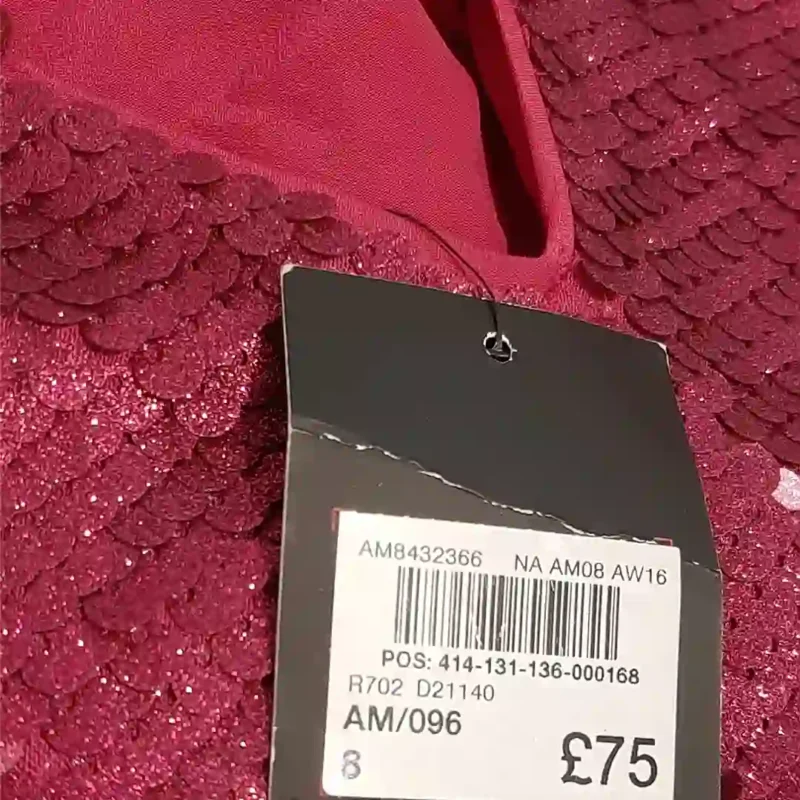 AM8432366 NA AM08 AW16
POS: 414-131-136-000168
R702 D21140
AM/096
8 £75